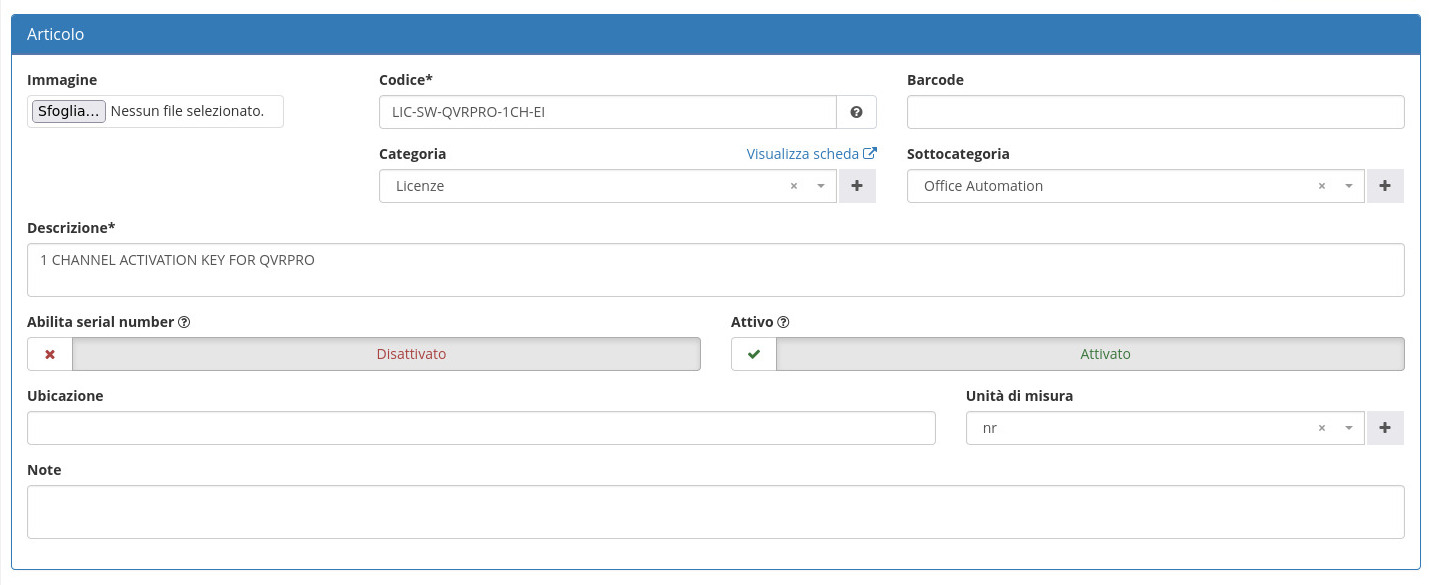 Articolo
Immagine
Sfoglia... Nessun file selezionato.
Codice*
LIC-SW-QVRPRO-1CH-EI
Barcode
Categoria
Visualizza scheda
Licenze
Sottocategoria
Office Automation
Descrizione*
1 CHANNEL ACTIVATION KEY FOR QVRPRO
Abilita serial number
Disattivato
Attivo
Attivato
Ubicazione
Unità di misura
nr
Note